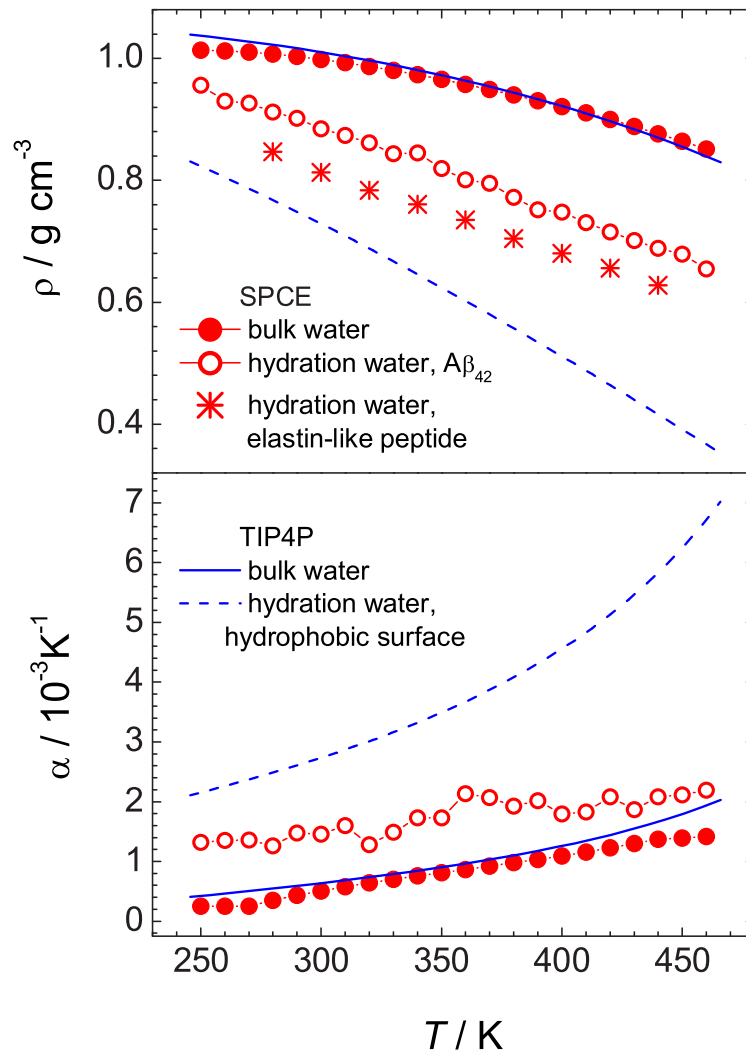 1.0
0.8
0.6
0.4
ρ / g cm⁻³
SPCE
bulk water
hydration water, Aβ₄₂
hydration water,
elastin-like peptide
7
6
5
4
3
2
1
0
α / 10⁻³K⁻¹
TIP4P
bulk water
hydration water,
hydrophobic surface
250 300 350 400 450
T / K